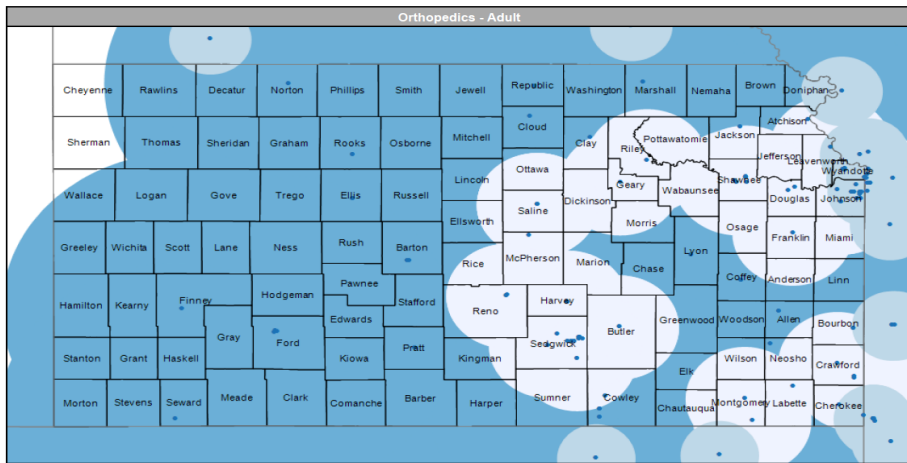 Orthopedics - Adult
Cheyenne Rawlins Decatur Norton Phillips Smith Jewell Republic Washington Marshall Nemaha Brown Doniphan
Atchison
Sherman Thomas Sheridan Graham Rooks Osborne Mitchell Cloud Clay Riley Pottawatomie Jackson Jefferson Leavenworth
Wyandotte
Lincoln Ottawa Geary Wabaunsee Shawnee Douglas Johnson
Wallace Logan Gove Trego Ellis Russell Ellsworth Saline Dickinson Morris Osage Franklin Miami
Greeley Wichita Scott Lane Ness Rush Barton Rice McPherson Marion Chase Lyon Coffey Anderson Linn
Pawnee
Hamilton Kearny Finney Hodgeman Edwards Stafford Reno Harvey Butler Greenwood Woodson Allen Bourbon
Gray Ford
Stanton Grant Haskell Kiowa Pratt Kingman Sedgwick Elk Wilson Neosho Crawford
Morton Stevens Seward Meade Clark Comanche Barber Harper Sumner Cowley Chautauqua Montgomery Labette Cherokee